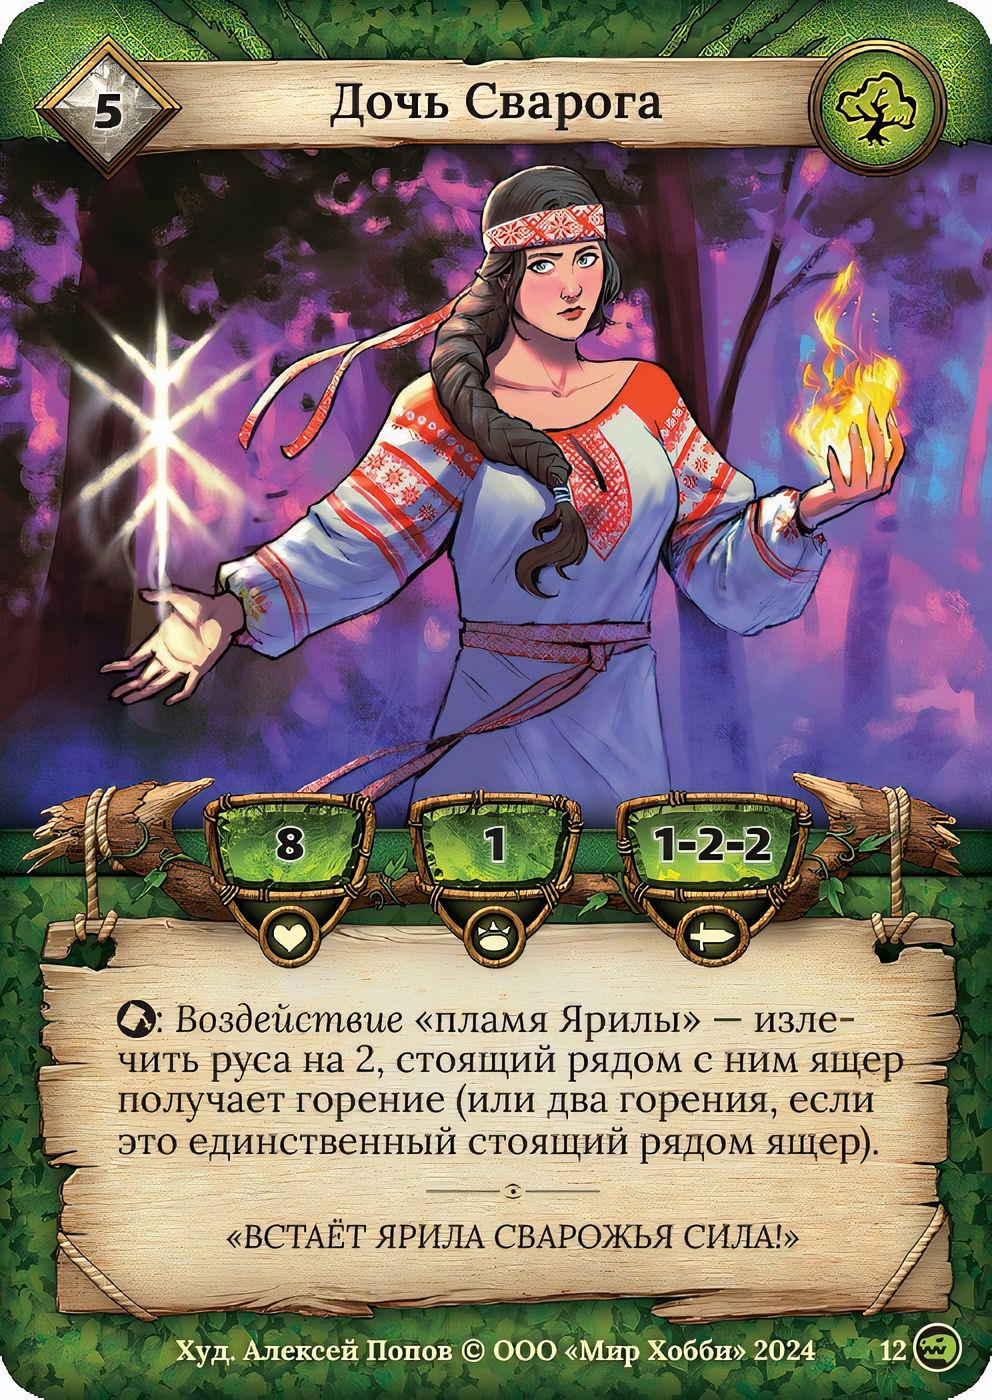 5
Дочь Сварога
8
1
1-2-2
: Воздействие «пламя Ярилы» — изле-
чить руса на 2, стоящий рядом с ним ящер
получает горение (или два горения, если
это единственный стоящий рядом ящер).
«ВСТАЁТ ЯРИЛА СВАРОЖЬЯ СИЛА!»
Худ. Алексей Попов © ООО «Мир Хобби» 2024
12